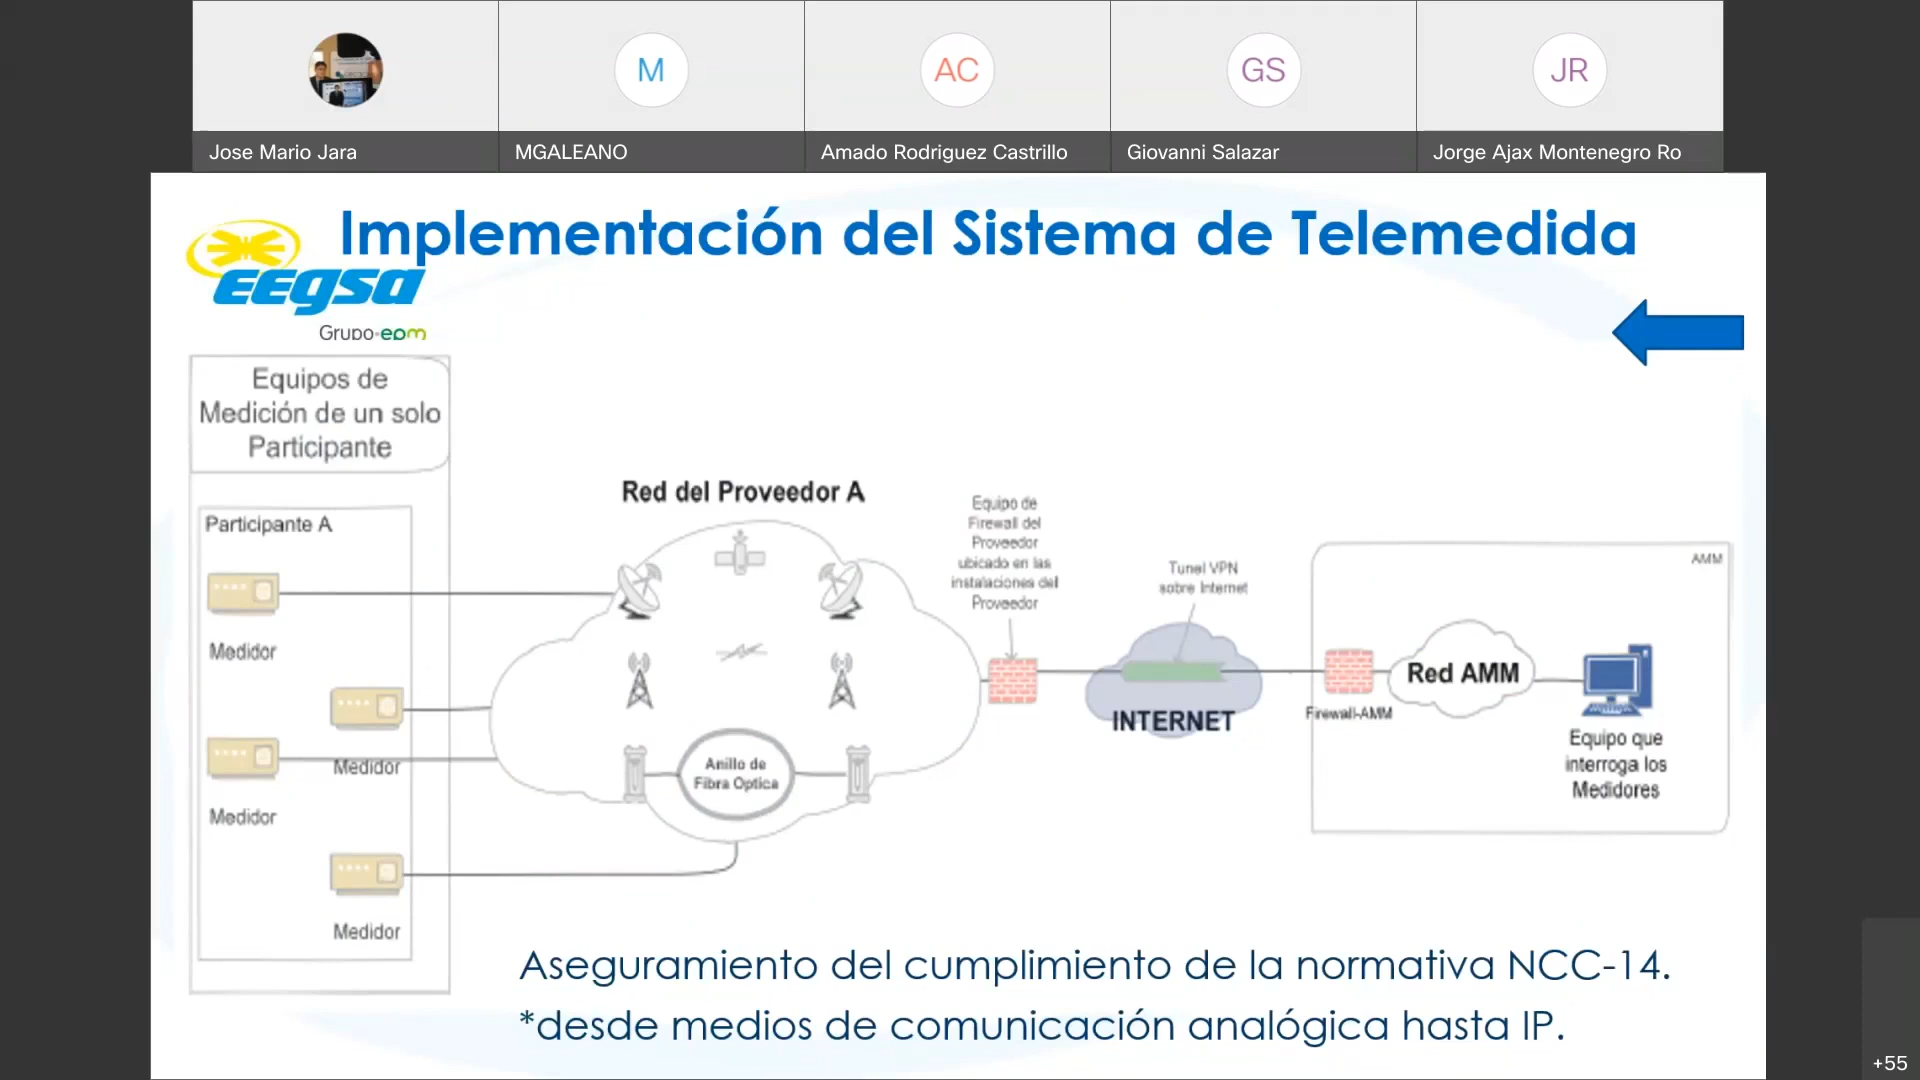 M
AC
GS
JR
Jose Mario Jara
MGALEANO
Amado Rodriguez Castrillo
Giovanni Salazar
Jorge Ajax Montenegro Ro
Implementación del Sistema de Telemedida
EEGSA
Grupo·epm
Equipos de
Medición de un solo
Participante
Participante A
Medidor
Medidor
Medidor
Medidor
Red del Proveedor A
Anillo de
Fibra Optica
Equipo de
Firewall del
Proveedor
ubicado en las
instalaciones del
Proveedor
Tunel VPN
sobre Internet
INTERNET
AMM
Firewall-AMM
Red AMM
Equipo que
interroga los
Medidores
Aseguramiento del cumplimiento de la normativa NCC-14.
*desde medios de comunicación analógica hasta IP.
+55